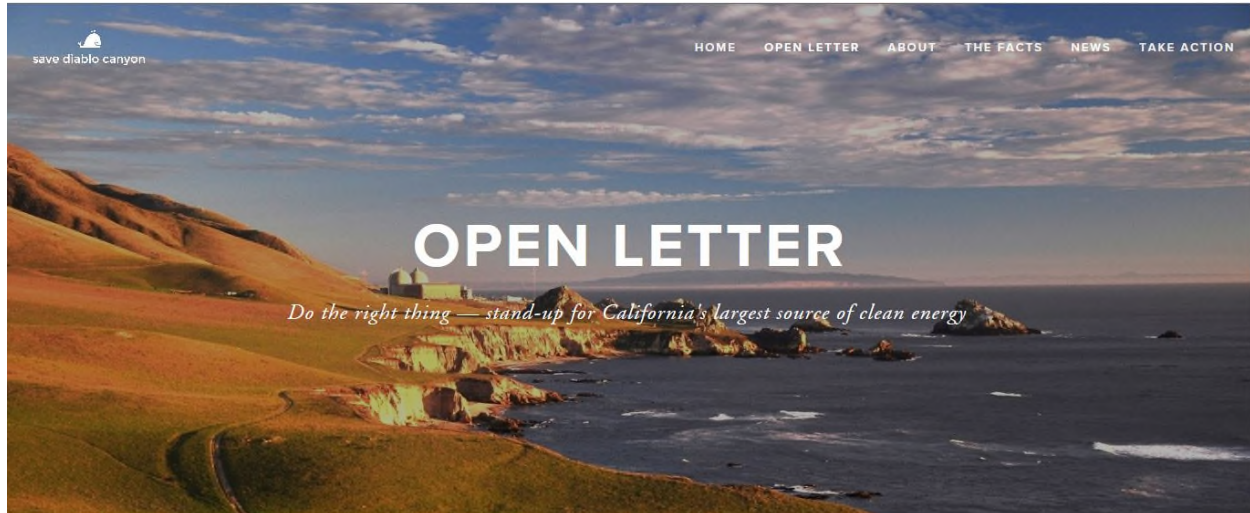 save diablo canyon
HOME OPEN LETTER ABOUT THE FACTS NEWS TAKE ACTION
OPEN LETTER
Do the right thing — stand-up for California's largest source of clean energy